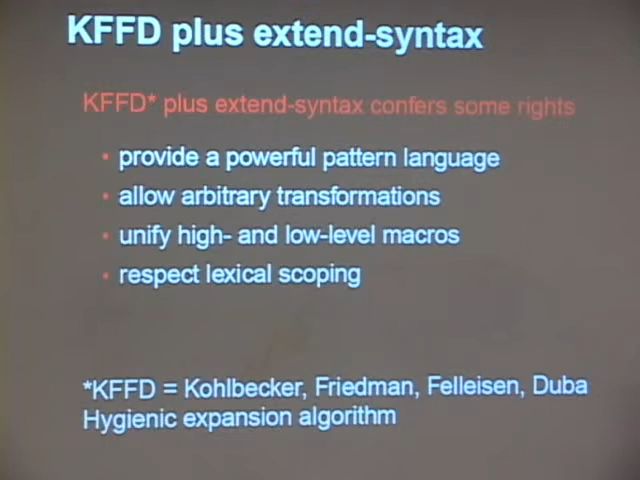 KFFD plus extend-syntax
KFFD* plus extend-syntax confers some rights
• provide a powerful pattern language
• allow arbitrary transformations
• unify high- and low-level macros
• respect lexical scoping
*KFFD = Kohlbecker, Friedman, Felleisen, Duba
Hygienic expansion algorithm